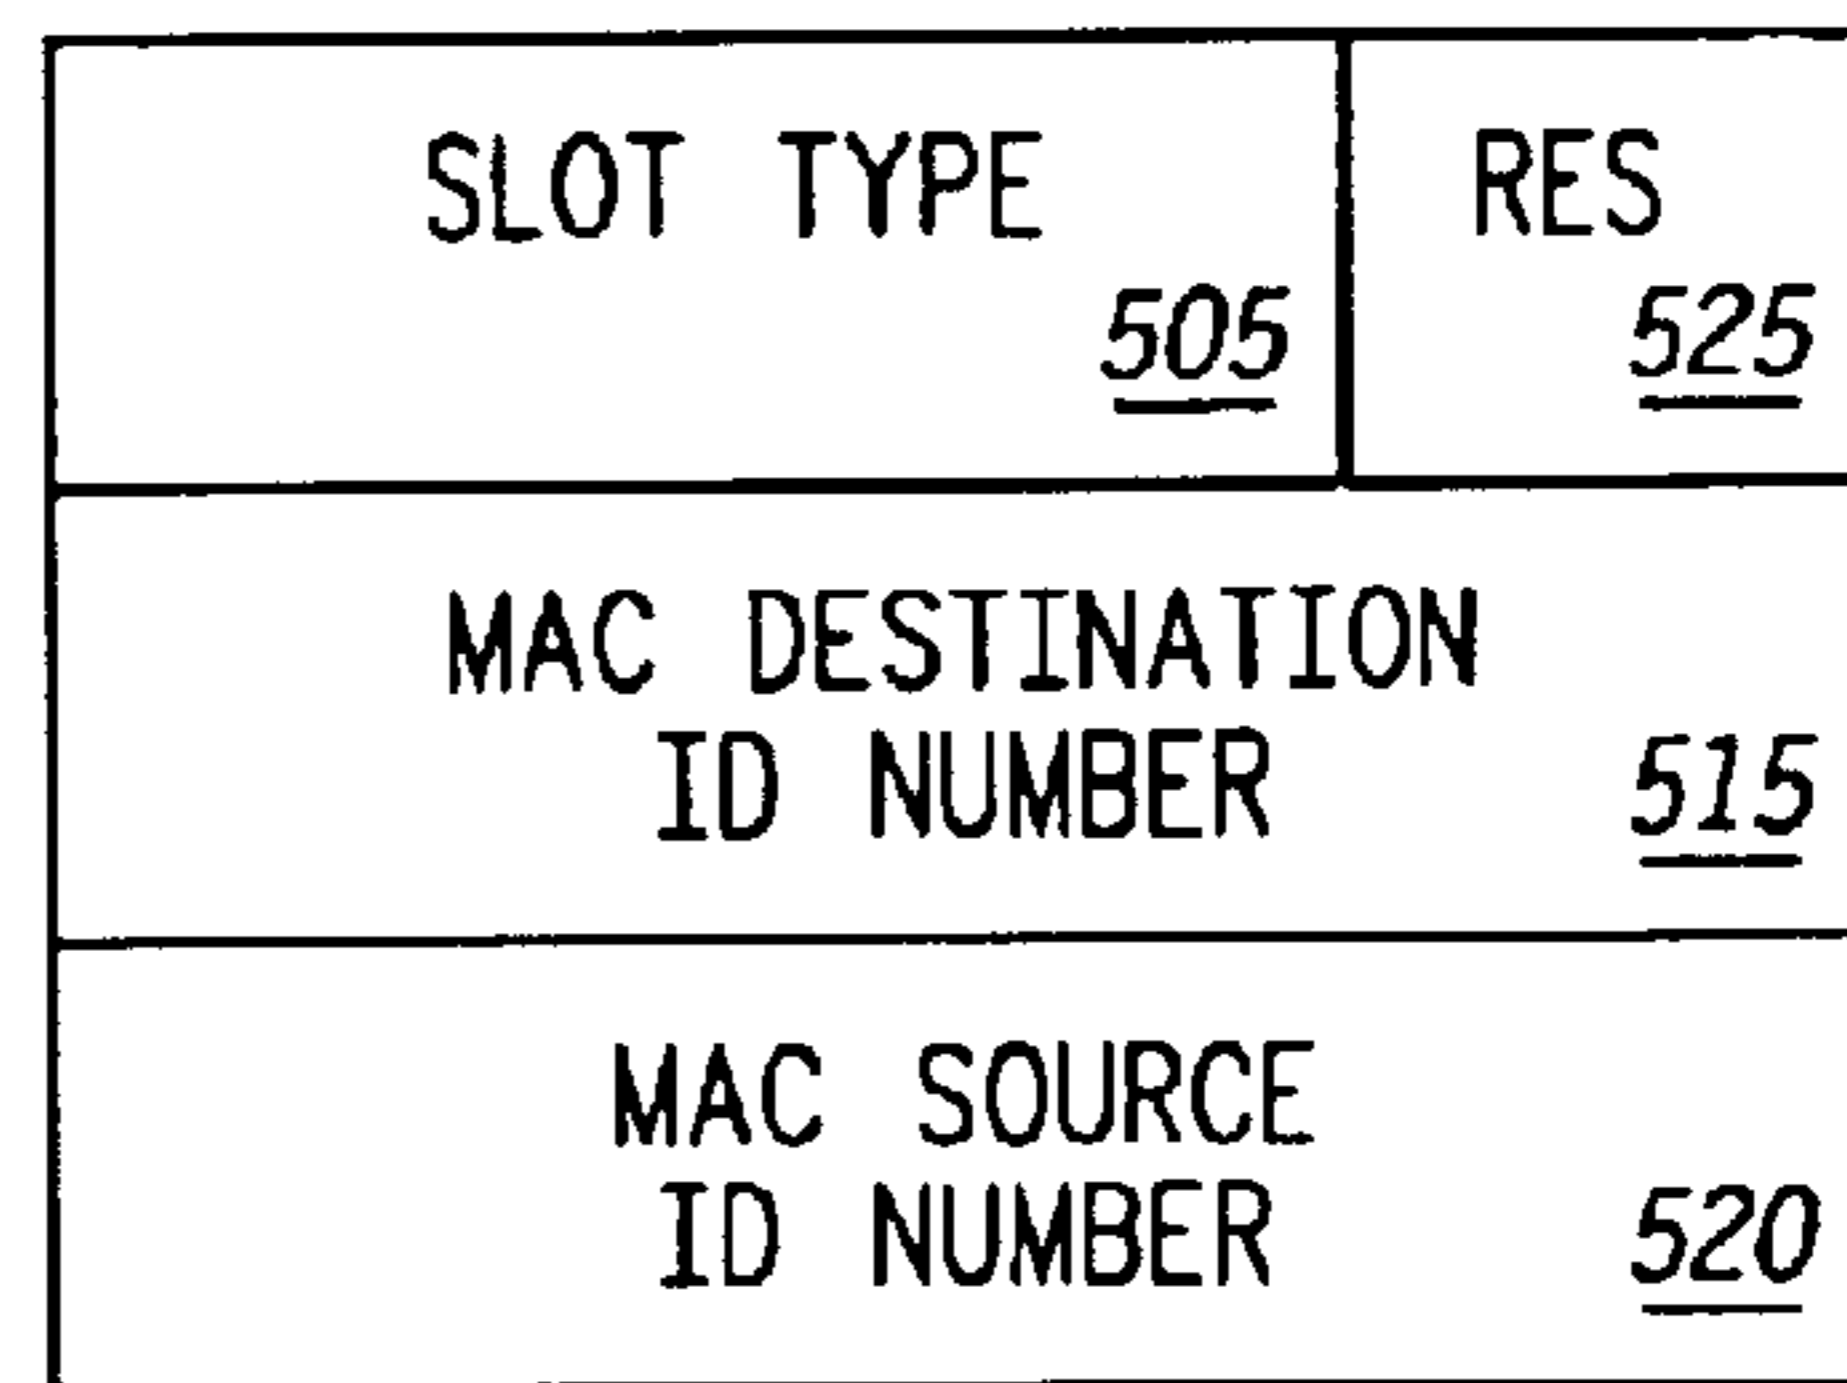 SLOT TYPE
505
RES
525
MAC DESTINATION
ID NUMBER
515
MAC SOURCE
ID NUMBER
520